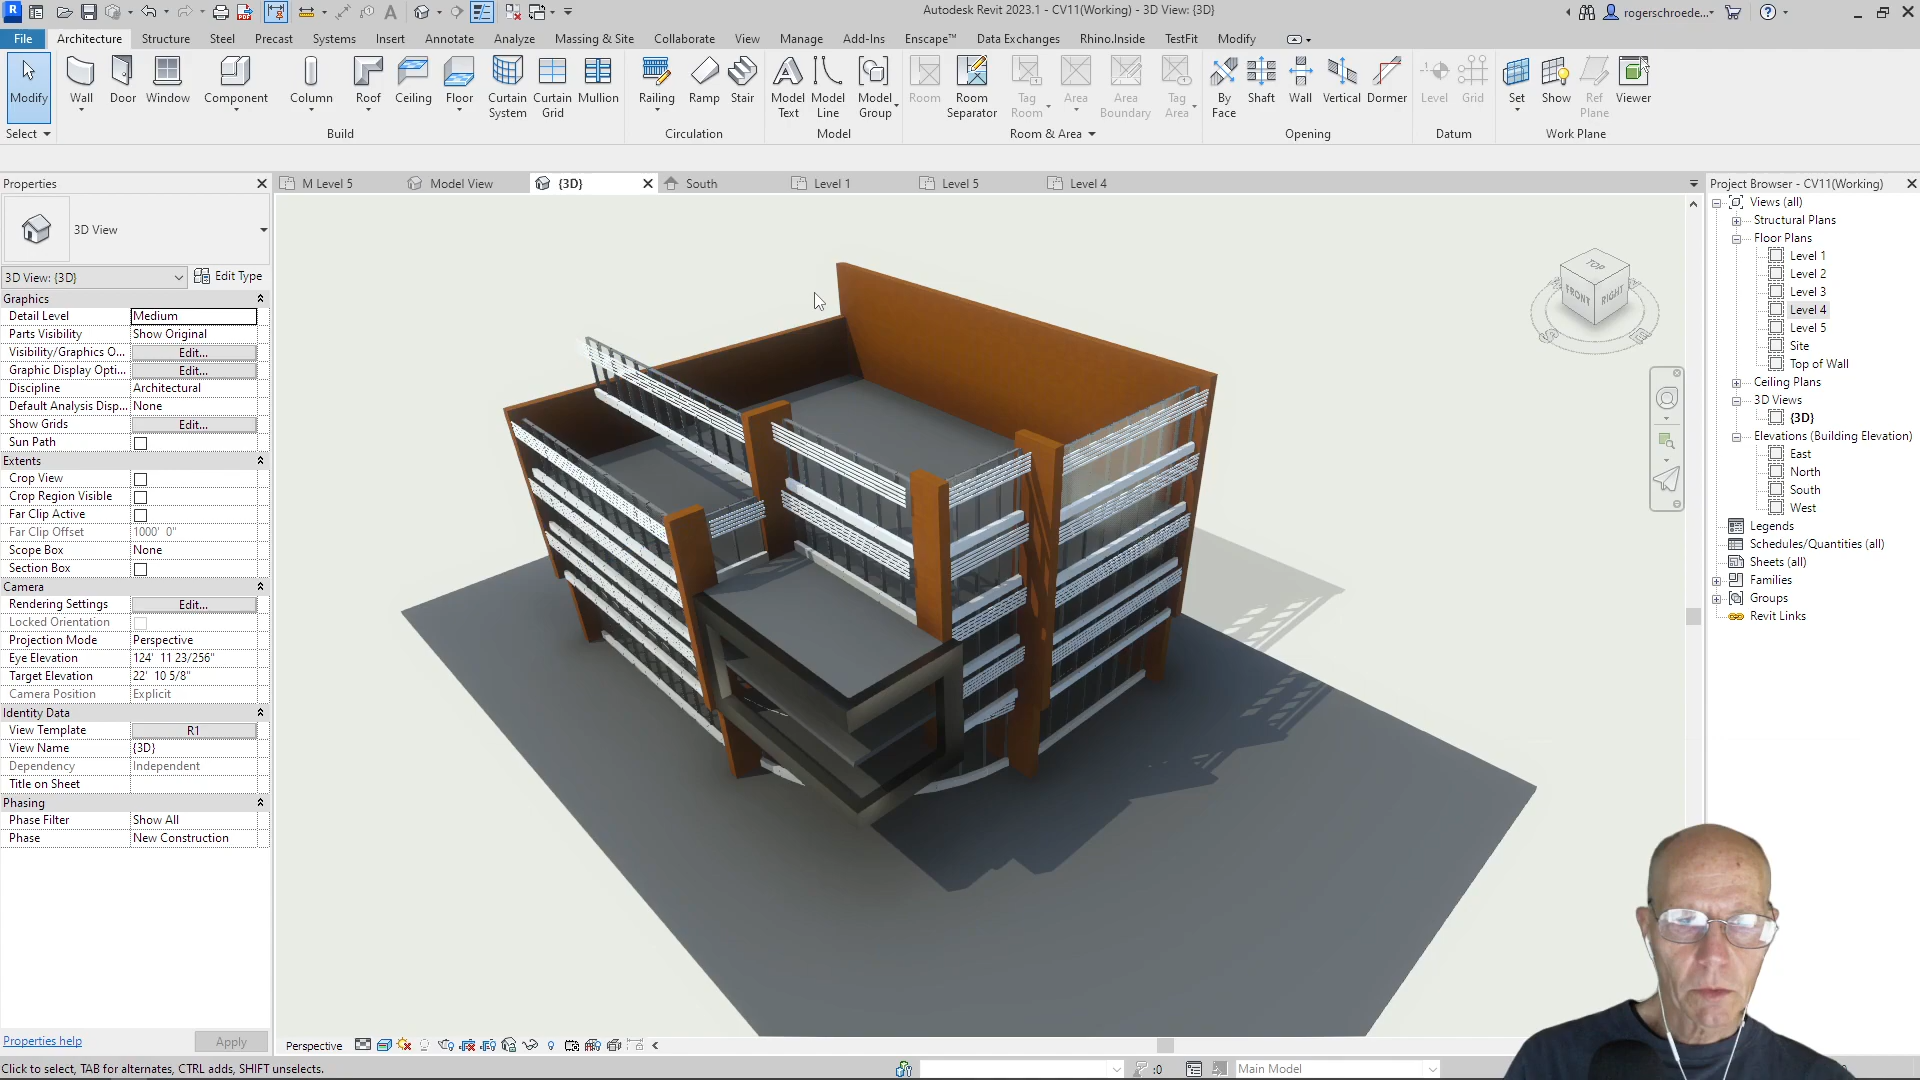 Autodesk Revit 2023.1 - CV11(Working) - 3D View: {3D}
rogerschroede...
File Architecture Structure Steel Precast Systems Insert Annotate Analyze Massing & Site Collaborate View Manage Add-Ins Enscape™ Data Exchanges Rhino.Inside TestFit Modify
Modify
Wall
Door
Window
Component
Column
Roof
Ceiling
Floor
Curtain System
Curtain Grid
Mullion
Railing
Ramp
Stair
Model Text
Model Line
Model Group
Room
Room Separator
Tag Room
Area
Area Boundary
Tag Area
By Face
Shaft
Wall
Vertical
Dormer
Level
Grid
Set
Show
Ref Plane
Viewer
Select Build Circulation Model Room & Area Opening Datum Work Plane
Properties
M Level 5
Model View
{3D}
South
Level 1
Level 5
Level 4
Project Browser - CV11(Working)
3D View
3D View: {3D}
Edit Type
Graphics
Detail Level Medium
Parts Visibility Show Original
Visibility/Graphics O... Edit...
Graphic Display Opti... Edit...
Discipline Architectural
Default Analysis Disp... None
Show Grids Edit...
Sun Path
Extents
Crop View
Crop Region Visible
Far Clip Active
Far Clip Offset 1000' 0"
Scope Box None
Section Box
Camera
Rendering Settings Edit...
Locked Orientation
Projection Mode Perspective
Eye Elevation 124' 11 23/256"
Target Elevation 22' 10 5/8"
Camera Position Explicit
Identity Data
View Template R1
View Name {3D}
Dependency Independent
Title on Sheet
Phasing
Phase Filter Show All
Phase New Construction
Properties help
Apply
TOP
FRONT
RIGHT
Views (all)
Structural Plans
Floor Plans
Level 1
Level 2
Level 3
Level 4
Level 5
Site
Top of Wall
Ceiling Plans
3D Views
{3D}
Elevations (Building Elevation)
East
North
South
West
Legends
Schedules/Quantities (all)
Sheets (all)
Families
Groups
Revit Links
Perspective
Click to select, TAB for alternates, CTRL adds, SHIFT unselects.
:0
Main Model